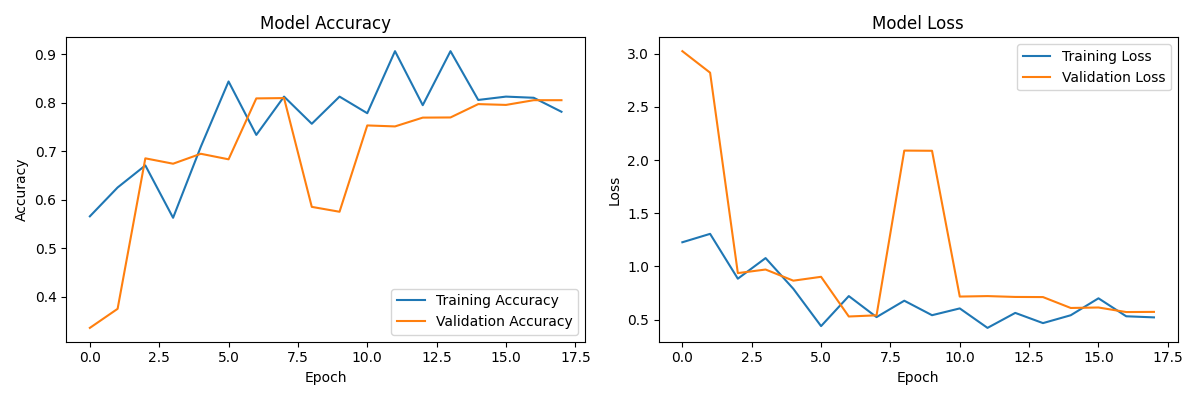 Model Accuracy
Accuracy
0.9
0.8
0.7
0.6
0.5
0.4
Training Accuracy
Validation Accuracy
0.0 2.5 5.0 7.5 10.0 12.5 15.0 17.5
Epoch
Model Loss
Loss
3.0
2.5
2.0
1.5
1.0
0.5
Training Loss
Validation Loss
0.0 2.5 5.0 7.5 10.0 12.5 15.0 17.5
Epoch